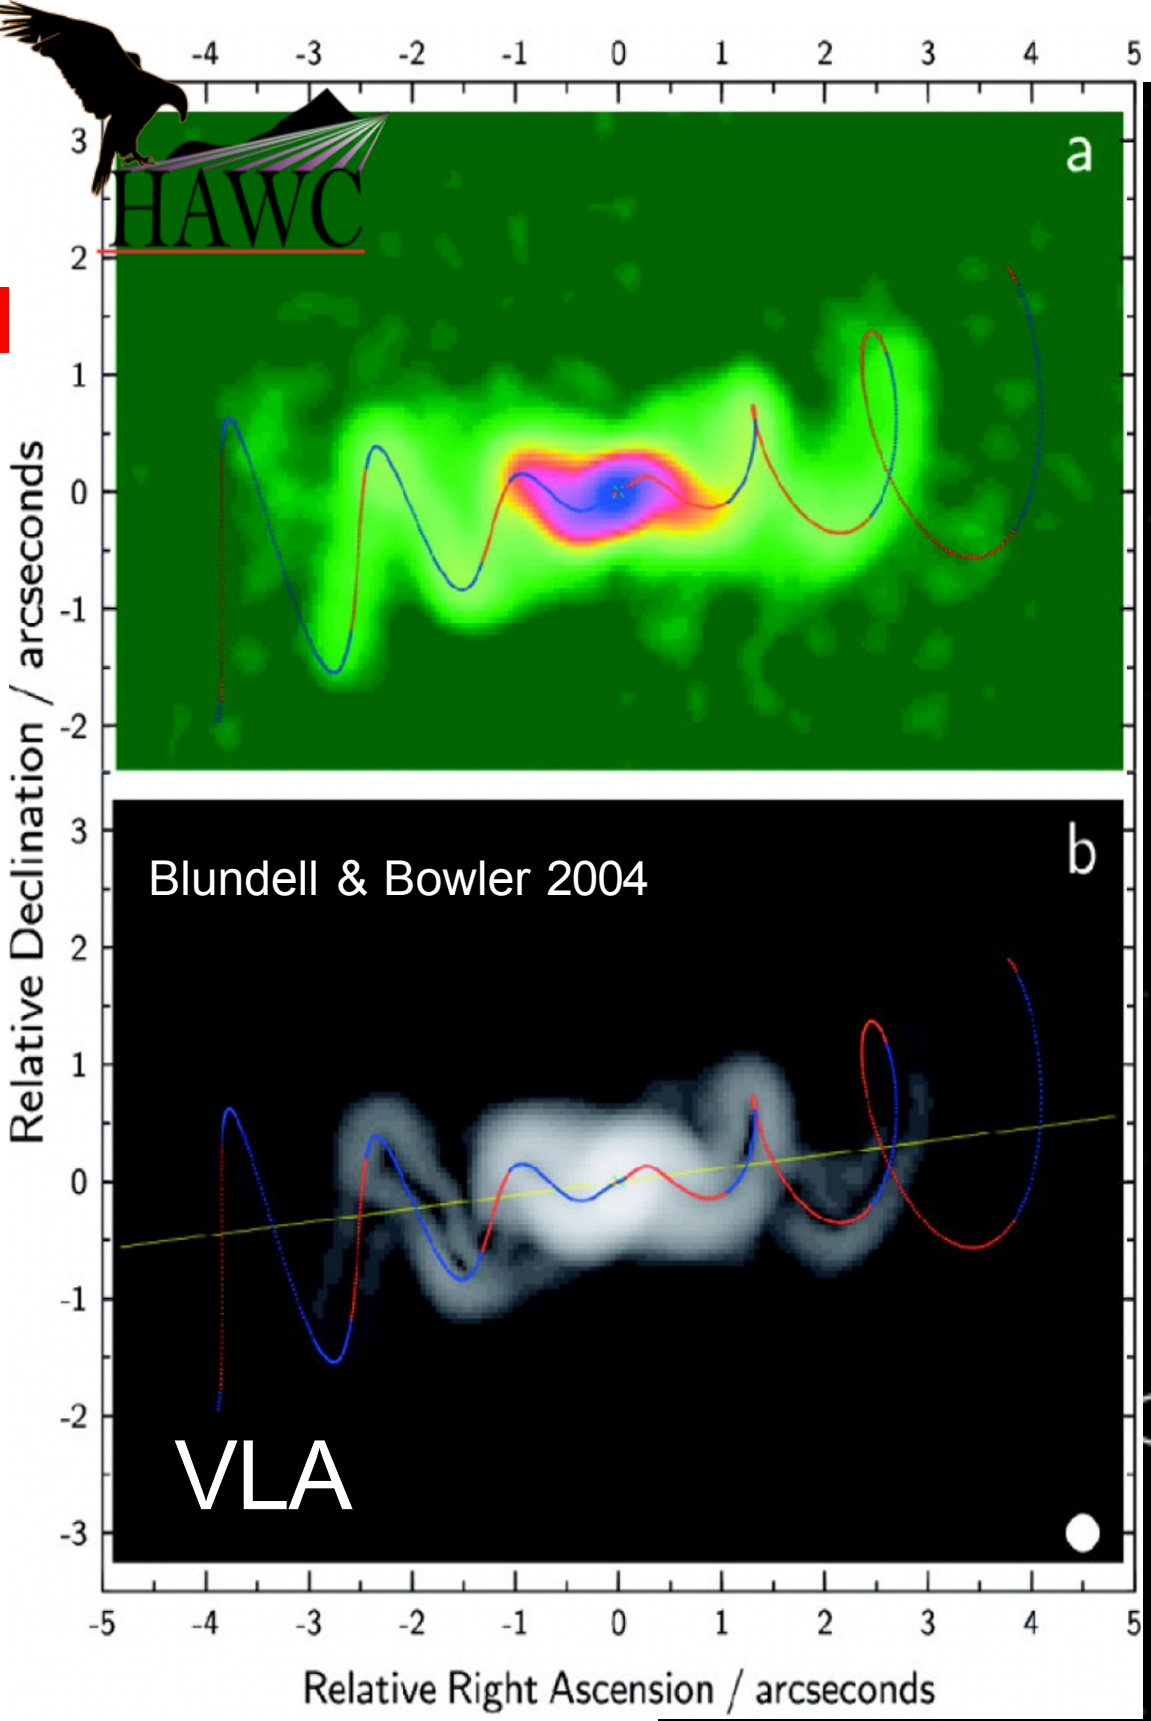 -4 -3 -2 -1 0 1 2 3 4 5
HAWC
a
3
2
1
0
-1
-2
Relative Declination / arcseconds
b
Blundell & Bowler 2004
3
2
1
0
-1
-2
-3
VLA
-5 -4 -3 -2 -1 0 1 2 3 4 5
Relative Right Ascension / arcseconds